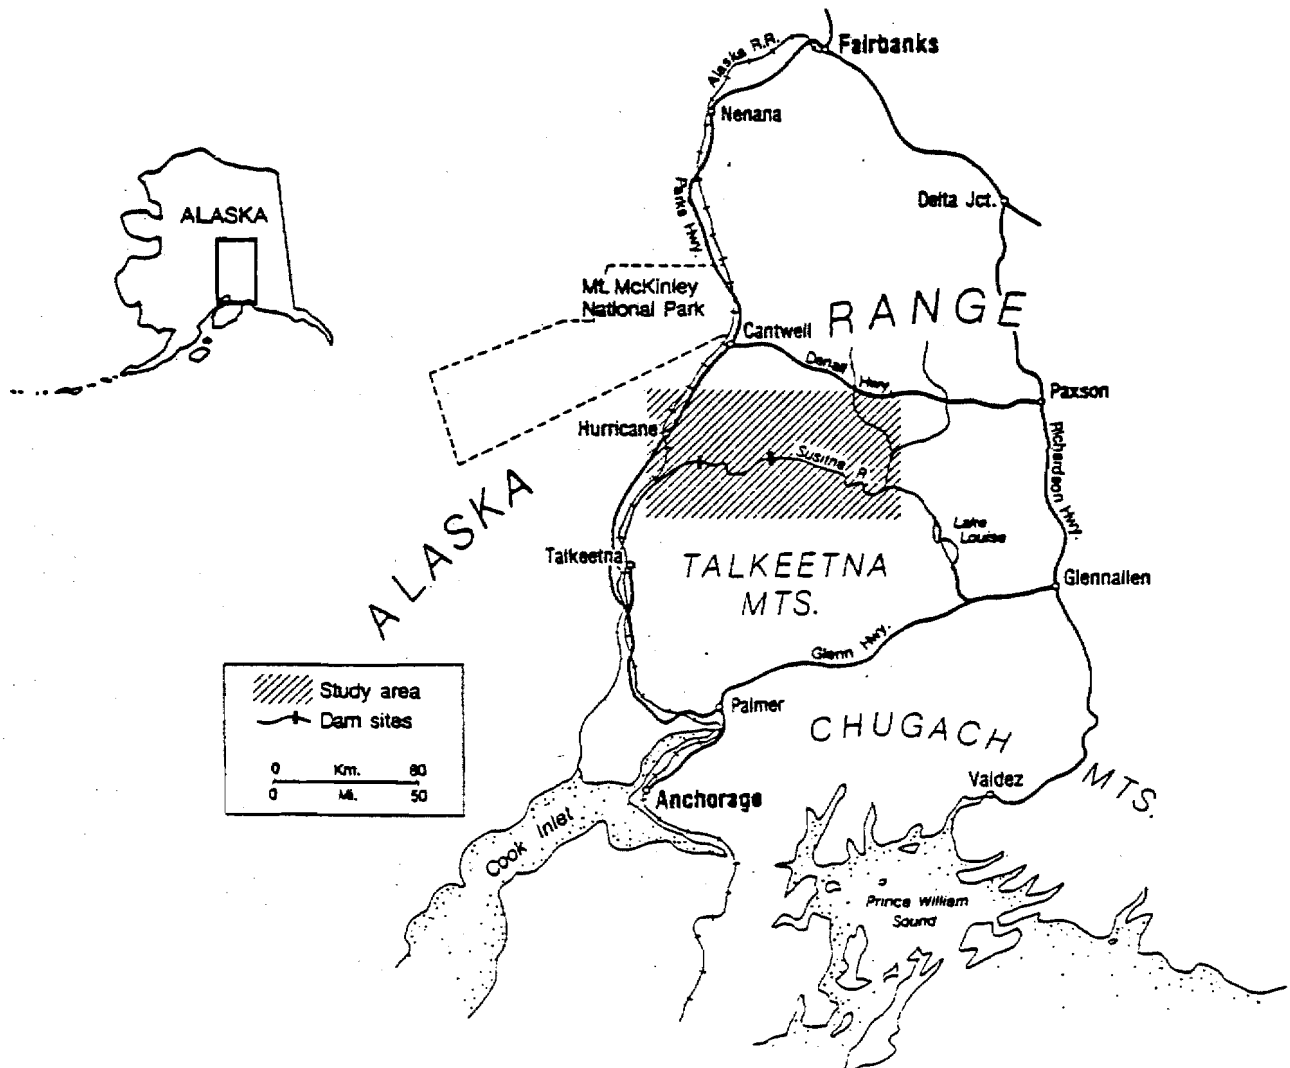 Alaska R.R.
Fairbanks
Nenana
Parks Hwy.
Delta Jct.
ALASKA
Mt. McKinley
National Park
RANGE
Cantwell
Denali Hwy.
Paxson
Hurricane
Susitna R.
Richardson Hwy.
ALASKA
Lake
Louise
Talkeetna
TALKEETNA
MTS.
Glennallen
Glenn Hwy.
Study area
Dam sites
0 Km. 80
0 Mi. 50
Palmer
CHUGACH
MTS.
Valdez
Anchorage
Cook Inlet
Prince William
Sound